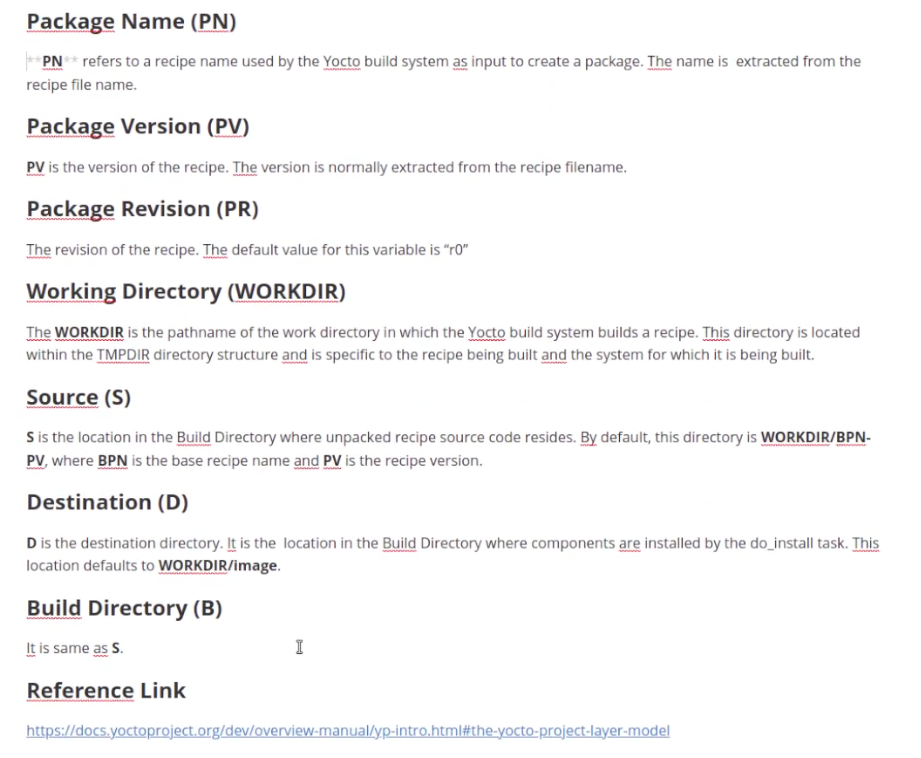 Package Name (PN)
**PN** refers to a recipe name used by the Yocto build system as input to create a package. The name is  extracted from the
recipe file name.
Package Version (PV)
PV is the version of the recipe. The version is normally extracted from the recipe filename.
Package Revision (PR)
The revision of the recipe. The default value for this variable is “r0”
Working Directory (WORKDIR)
The WORKDIR is the pathname of the work directory in which the Yocto build system builds a recipe. This directory is located
within the TMPDIR directory structure and is specific to the recipe being built and the system for which it is being built.
Source (S)
S is the location in the Build Directory where unpacked recipe source code resides. By default, this directory is WORKDIR/BPN-
PV, where BPN is the base recipe name and PV is the recipe version.
Destination (D)
D is the destination directory. It is the  location in the Build Directory where components are installed by the do_install task. This
location defaults to WORKDIR/image.
Build Directory (B)
It is same as S.
Reference Link
https://docs.yoctoproject.org/dev/overview-manual/yp-intro.html#the-yocto-project-layer-model